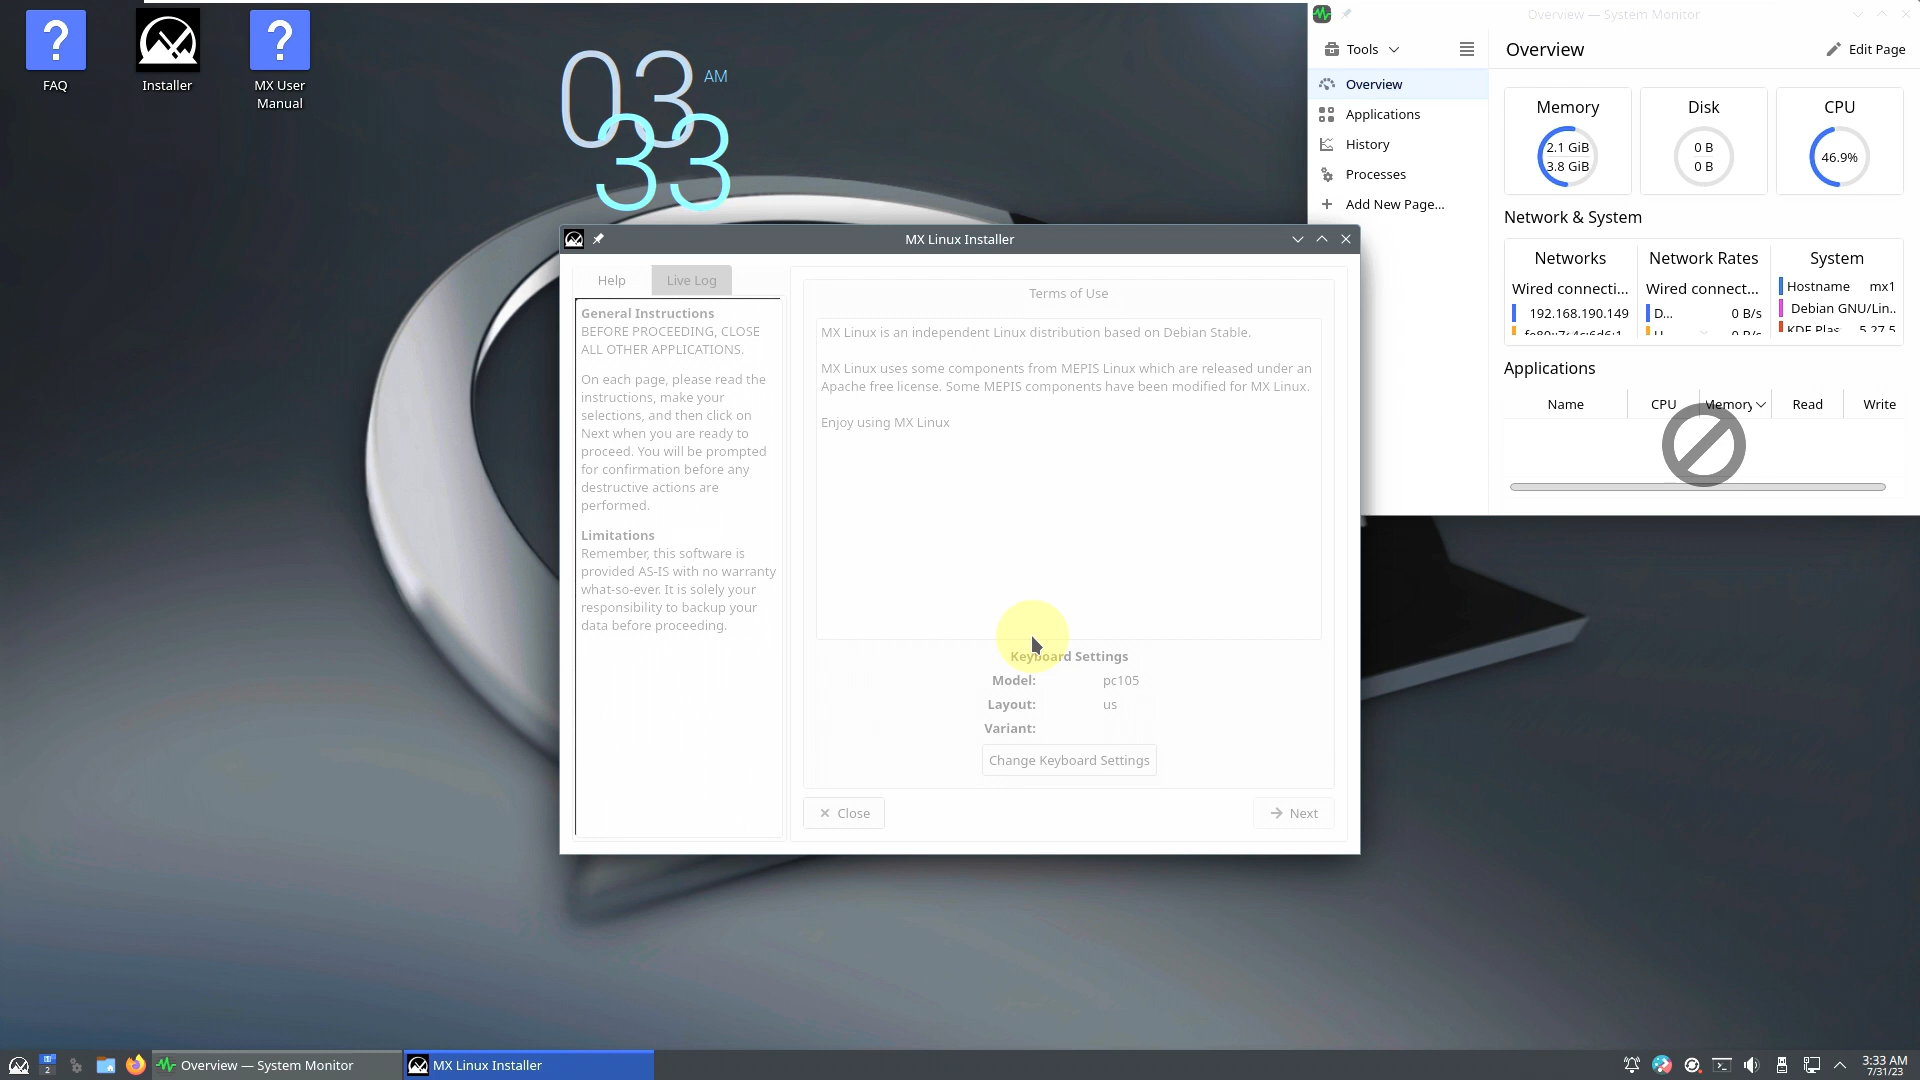 FAQ
Installer
MX User
Manual
03
AM
33
Overview — System Monitor
Tools
Overview
Edit Page
Overview
Applications
History
Processes
Add New Page...
Memory
2.1 GiB
3.8 GiB
Disk
0 B
0 B
CPU
46.9%
Network & System
Networks
Wired connecti...
192.168.190.149
Network Rates
Wired connect...
D...
0 B/s
0 B/s
System
Hostname mx1
Debian GNU/Lin..
KDE Plas 5.27.5
Applications
Name CPU Memory Read Write
MX Linux Installer
Help
Live Log
General Instructions
BEFORE PROCEEDING, CLOSE
ALL OTHER APPLICATIONS.
On each page, please read the
instructions, make your
selections, and then click on
Next when you are ready to
proceed. You will be prompted
for confirmation before any
destructive actions are
performed.
Limitations
Remember, this software is
provided AS-IS with no warranty
what-so-ever. It is solely your
responsibility to backup your
data before proceeding.
Terms of Use
MX Linux is an independent Linux distribution based on Debian Stable.
MX Linux uses some components from MEPIS Linux which are released under an
Apache free license. Some MEPIS components have been modified for MX Linux.
Enjoy using MX Linux
Keyboard Settings
Model: pc105
Layout: us
Variant:
Change Keyboard Settings
Close
Next
2
Overview — System Monitor
MX Linux Installer
3:33 AM
7/31/23